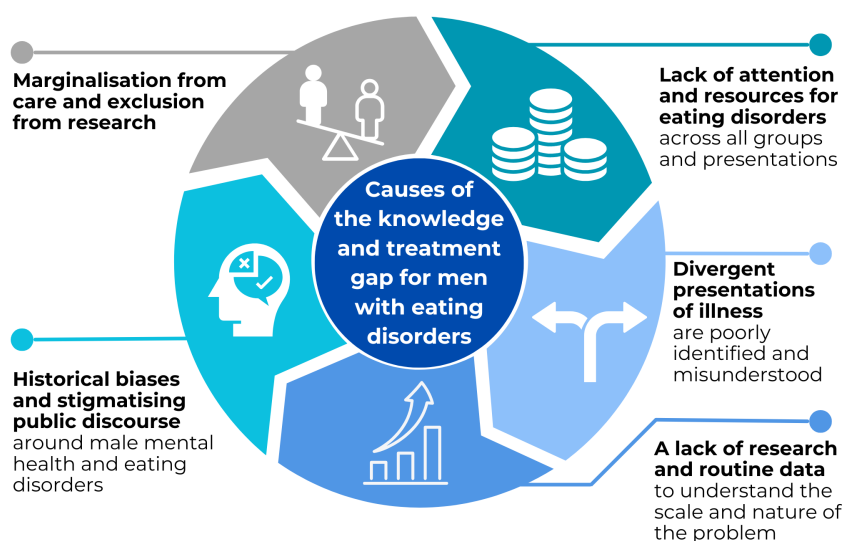 Marginalisation from
care and exclusion
from research
Lack of attention
and resources for
eating disorders
across all groups
and presentations
Causes of
the knowledge
and treatment
gap for men
with eating
disorders
Divergent
presentations
of illness
are poorly
identified and
misunderstood
Historical biases
and stigmatising
public discourse
around male mental
health and eating
disorders
A lack of research
and routine data
to understand the
scale and nature of
the problem